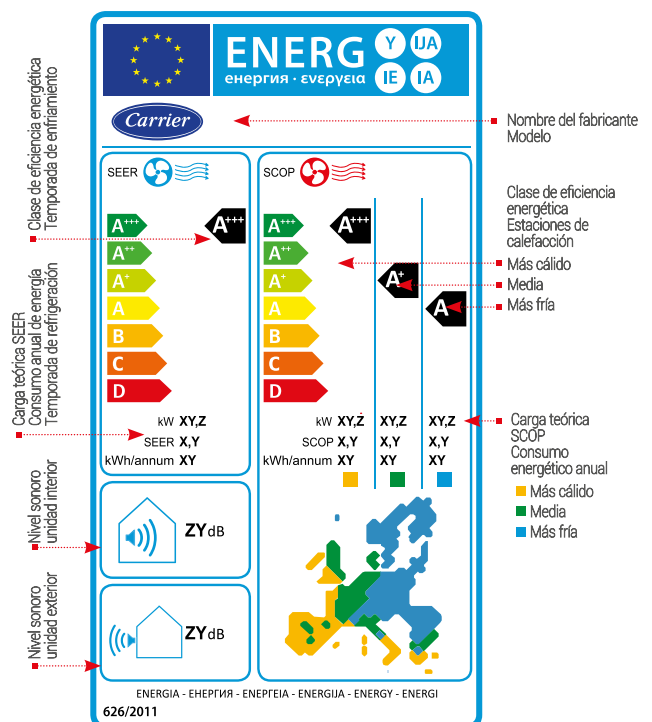 ENERG
енергия · ενεργεια
Y IJA
IE IA
Carrier
Nombre del fabricante
Modelo
Clase de eficiencia energética
Temporada de enfriamiento
SEER
A+++
A++
A+
A
B
C
D
A+++
kW XY,Z
SEER X,Y
kWh/annum XY
SCOP
A+++
A++
A+
A
B
C
D
A+++
A+
A
kW XY,Z XY,Z XY,Z
SCOP X,Y X,Y X,Y
kWh/annum XY XY XY
Clase de eficiencia
energética
Estaciones de
calefacción
Más cálido
Media
Más fría
Carga teórica SEER
Consumo anual de energía
Temporada de refrigeración
Carga teórica
SCOP
Consumo
energético anual
Más cálido
Media
Más fría
Nivel sonoro
unidad interior
ZY dB
Nivel sonoro
unidad exterior
ZY dB
ENERGIA - ЕНЕРГИЯ - ΕΝΕΡΓΕΙΑ - ENERGIJA - ENERGY - ENERGI
626/2011